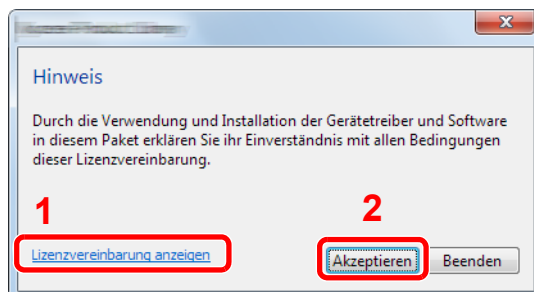 Hinweis
Durch die Verwendung und Installation der Gerätetreiber und Software
in diesem Paket erklären Sie ihr Einverständnis mit allen Bedingungen
dieser Lizenzvereinbarung.
1
2
Lizenzvereinbarung anzeigen
Akzeptieren
Beenden